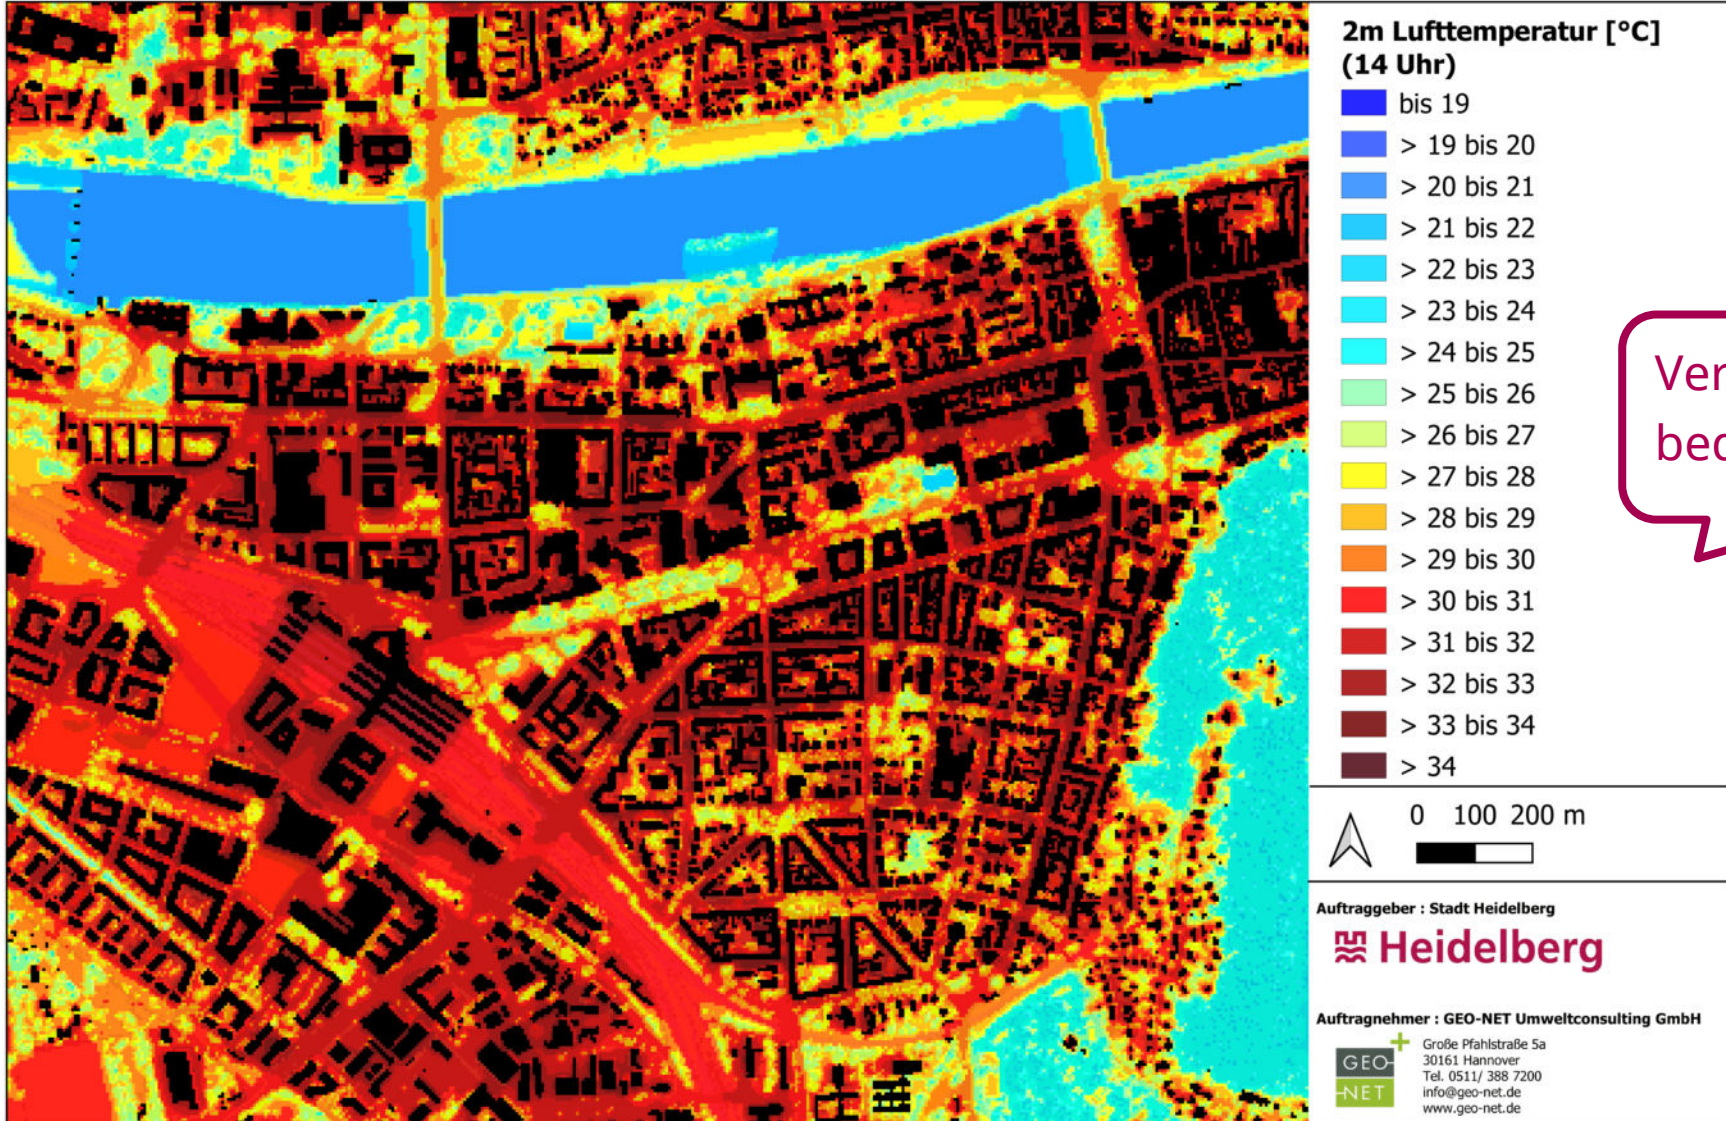 2m Lufttemperatur [°C]
(14 Uhr)
bis 19
> 19 bis 20
> 20 bis 21
> 21 bis 22
> 22 bis 23
> 23 bis 24
> 24 bis 25
> 25 bis 26
> 26 bis 27
> 27 bis 28
> 28 bis 29
> 29 bis 30
> 30 bis 31
> 31 bis 32
> 32 bis 33
> 33 bis 34
> 34
0 100 200 m
Auftraggeber : Stadt Heidelberg
Heidelberg
Auftragnehmer : GEO-NET Umweltconsulting GmbH
GEO-
-NET
Große Pfahlstraße 5a
30161 Hannover
Tel. 0511/ 388 7200
info@geo-net.de
www.geo-net.de